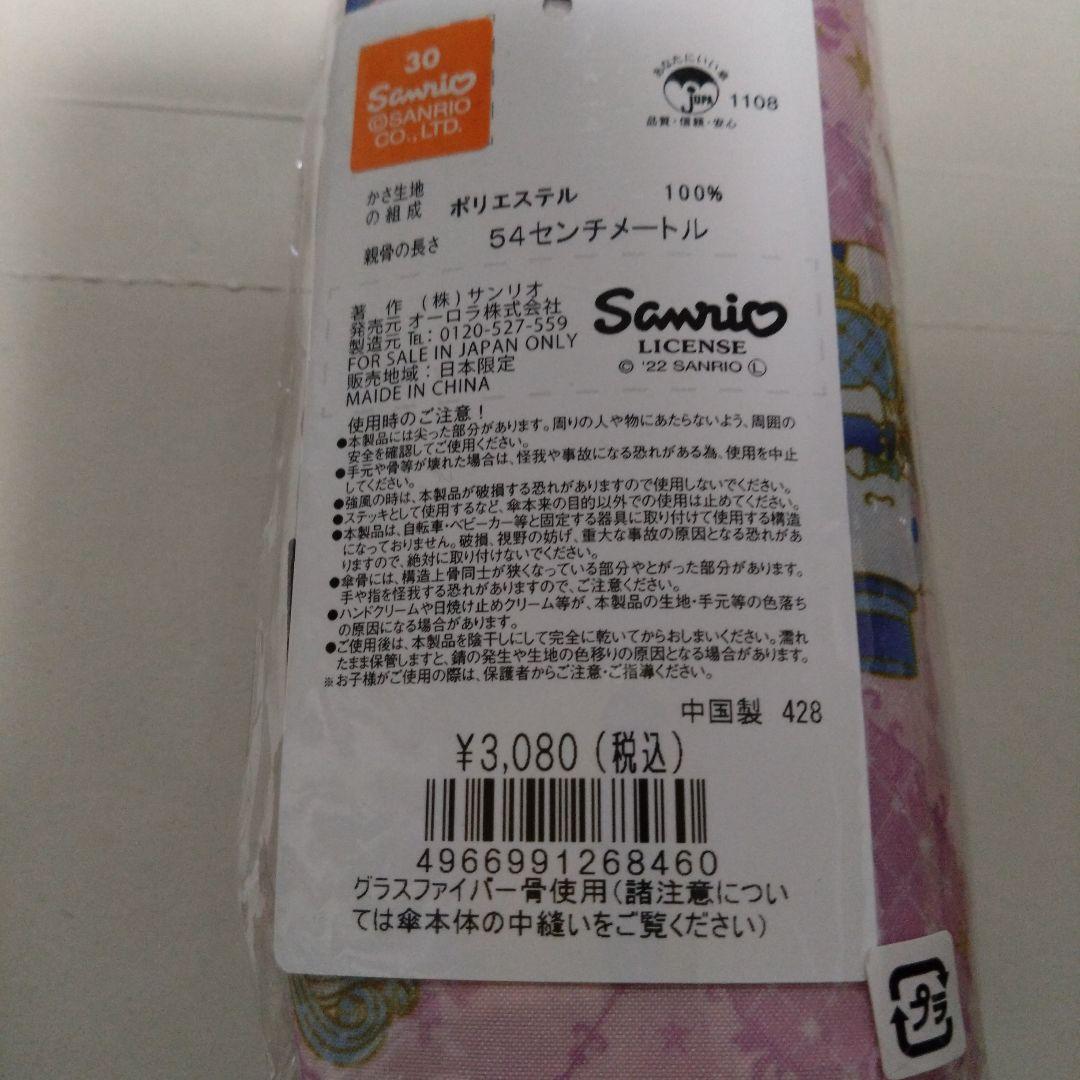 30
Sanrio
©SANRIO
CO., LTD.
あなたにいい傘
JUPA
1108
品質・信頼・安心
かさ生地
の組成 ポリエステル 100%
親骨の長さ 54センチメートル
著 作 (株)サンリオ
発売元 オーロラ株式会社
製造元 ℡: 0120-527-559
FOR SALE IN JAPAN ONLY
販売地域:日本限定
MAIDE IN CHINA
Sanrio
LICENSE
© '22 SANRIO Ⓛ
使用時のご注意!
●本製品には尖った部分があります。周りの人や物にあたらないよう、周囲の
安全を確認してご使用ください。
●手元や骨等が壊れた場合は、怪我や事故になる恐れがある為、使用を中止
してください。
●強風の時は、本製品が破損する恐れがありますので使用しないでください。
●ステッキとして使用するなど、傘本来の目的以外での使用は止めてください。
●本製品は、自転車・ベビーカー等と固定する器具に取り付けて使用する構造
になっておりません。破損、視野の妨げ、重大な事故の原因となる恐れがあ
りますので、絶対に取り付けないでください。
●傘骨には、構造上骨同士が狭くなっている部分やとがった部分があります。
手や指を怪我する恐れがありますので、ご注意ください。
●ハンドクリームや日焼け止めクリーム等が、本製品の生地・手元等の色落ち
の原因になる場合があります。
●ご使用後は、本製品を陰干しにして完全に乾いてからおしまいください。濡れ
たまま保管しますと、錆の発生や生地の色移りの原因となる場合があります。
※お子様がご使用の際は、保護者からご注意・ご指導ください。
中国製 428
¥3,080(税込)
4966991268460
グラスファイバー骨使用(諸注意につい
ては傘本体の中縫いをご覧ください)
プラ